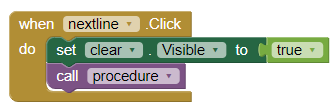 when nextline .Click
do set clear . Visible to true
call procedure